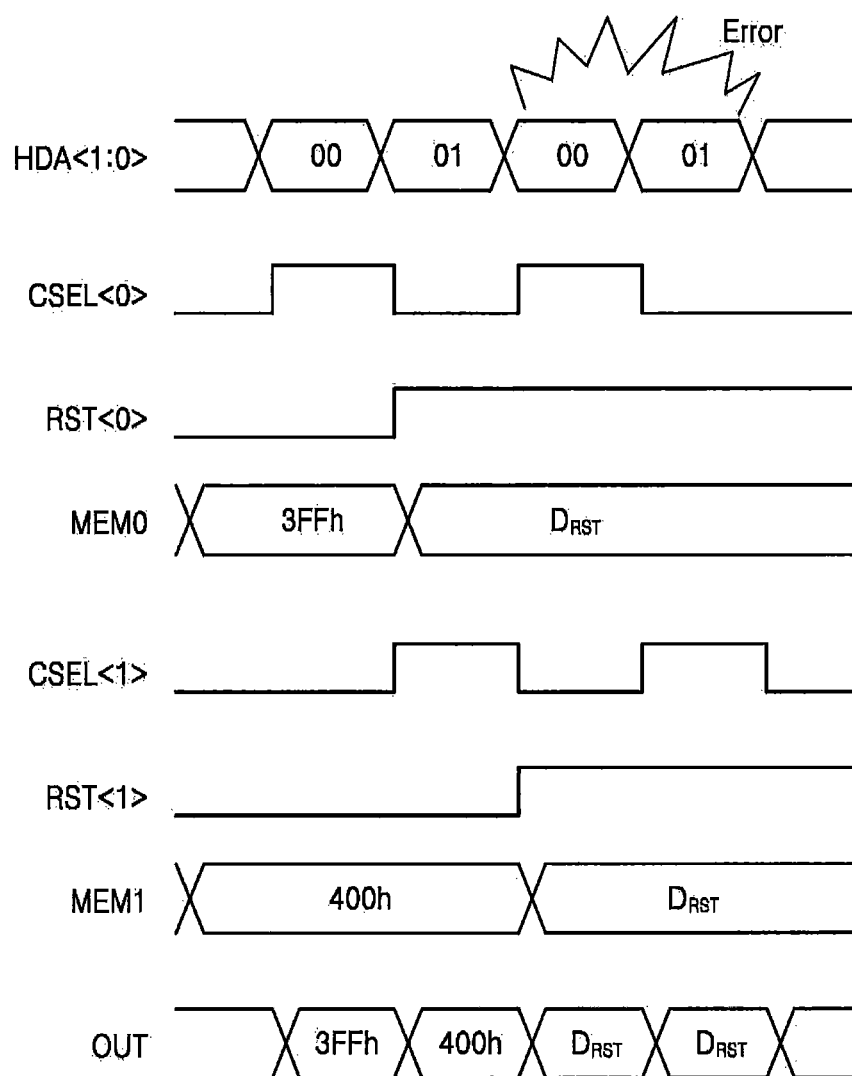 Error
HDA<1:0> 00 01 00 01
CSEL<0>
RST<0>
MEM0 3FFh DRST
CSEL<1>
RST<1>
MEM1 400h DRST
OUT 3FFh 400h DRST DRST